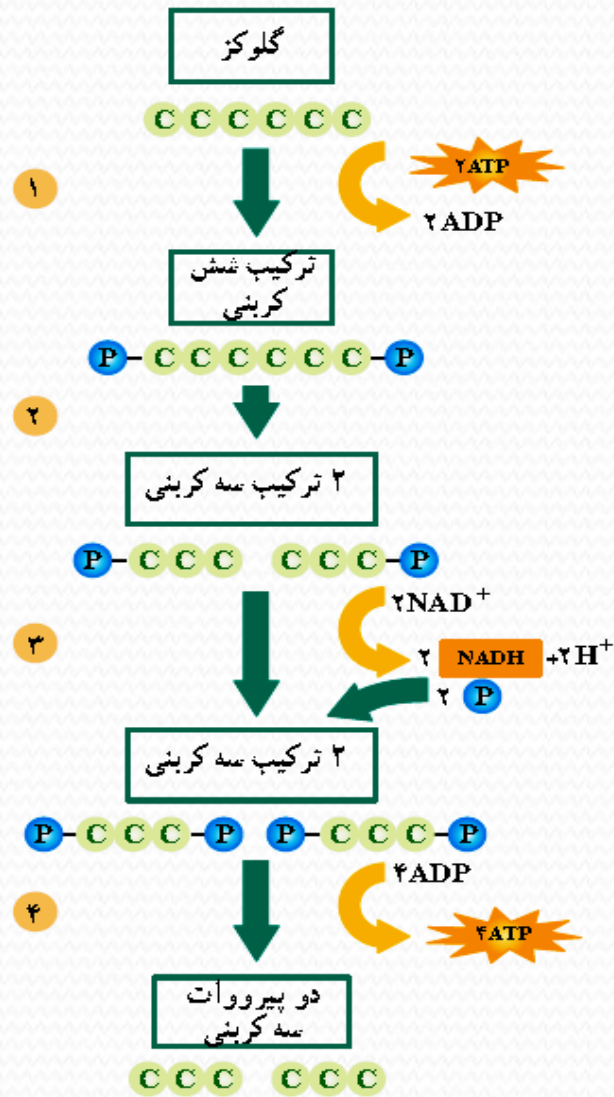 گلوکز
C C C C C C
۱
۲ATP
۲ADP
ترکیب شش
کربنی
P-C C C C C C-P
۲
۲ ترکیب سه کربنی
P-C C C C C C-P
۳
۲NAD+
۲ NADH +۲H+
۲ P
۲ ترکیب سه کربنی
P-C C C-P P-C C C-P
۴
۴ADP
۴ATP
دو پیرووات
سه کربنی
C C C C C C